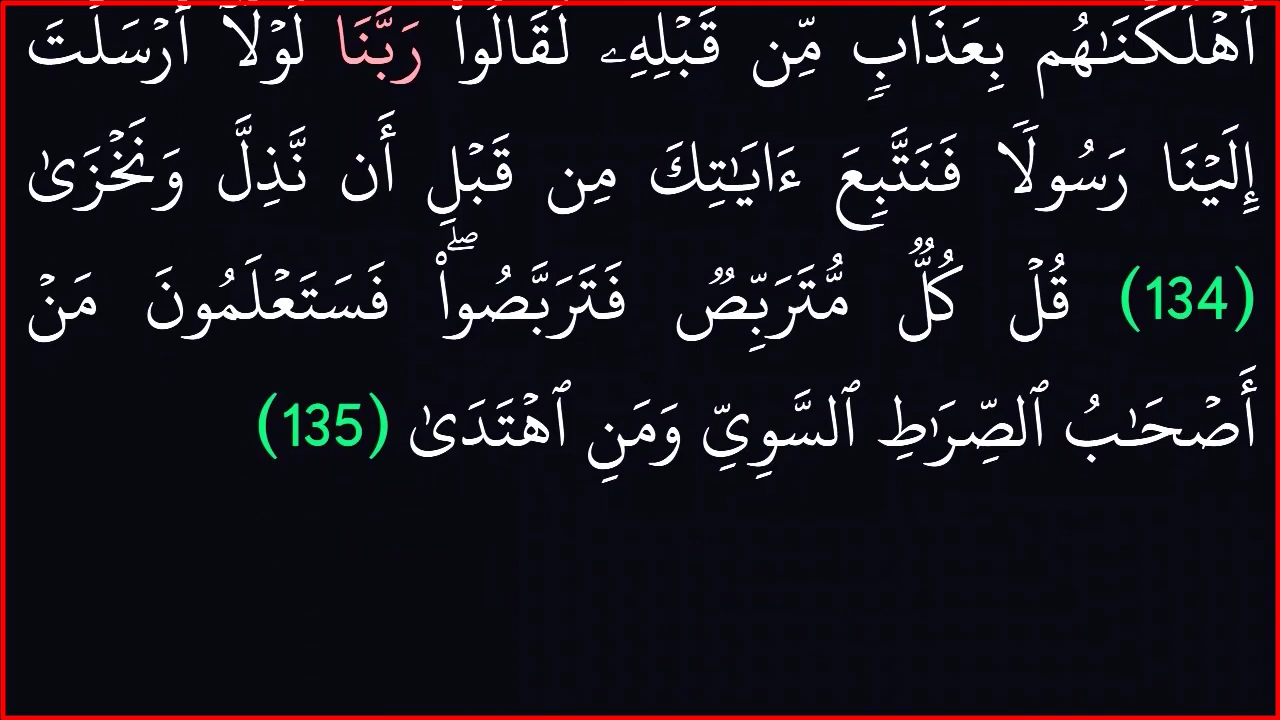 أَهۡلَكۡنَٰهُم بِعَذَابٖ مِّن قَبۡلِهِۦ لَقَالُواْ رَبَّنَا لَوۡلَآ أَرۡسَلۡتَ
إِلَيۡنَا رَسُولٗا فَنَتَّبِعَ ءَايَٰتِكَ مِن قَبۡلِ أَن نَّذِلَّ وَنَخۡزَىٰ
(134) قُلۡ كُلّٞ مُّتَرَبِّصٞ فَتَرَبَّصُواْۖ فَسَتَعۡلَمُونَ مَنۡ
أَصۡحَٰبُ ٱلصِّرَٰطِ ٱلسَّوِيِّ وَمَنِ ٱهۡتَدَىٰ (135)